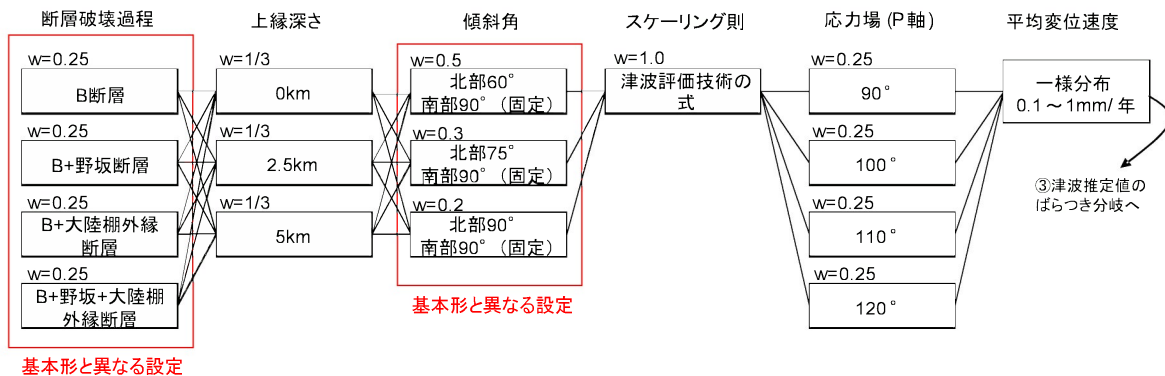 断層破壊過程
w=0.25
B断層
w=0.25
B+野坂断層
w=0.25
B+大陸棚外縁
断層
w=0.25
B+野坂+大陸棚
外縁断層
基本形と異なる設定
上縁深さ
w=1/3
0km
w=1/3
2.5km
w=1/3
5km
傾斜角
w=0.5
北部60°
南部90°（固定）
w=0.3
北部75°
南部90°（固定）
w=0.2
北部90°
南部90°（固定）
基本形と異なる設定
スケーリング則
w=1.0
津波評価技術の
式
応力場(P軸)
w=0.25
90°
w=0.25
100°
w=0.25
110°
w=0.25
120°
平均変位速度
一様分布
0.1～1mm/年
③津波推定値の
ばらつき分岐へ